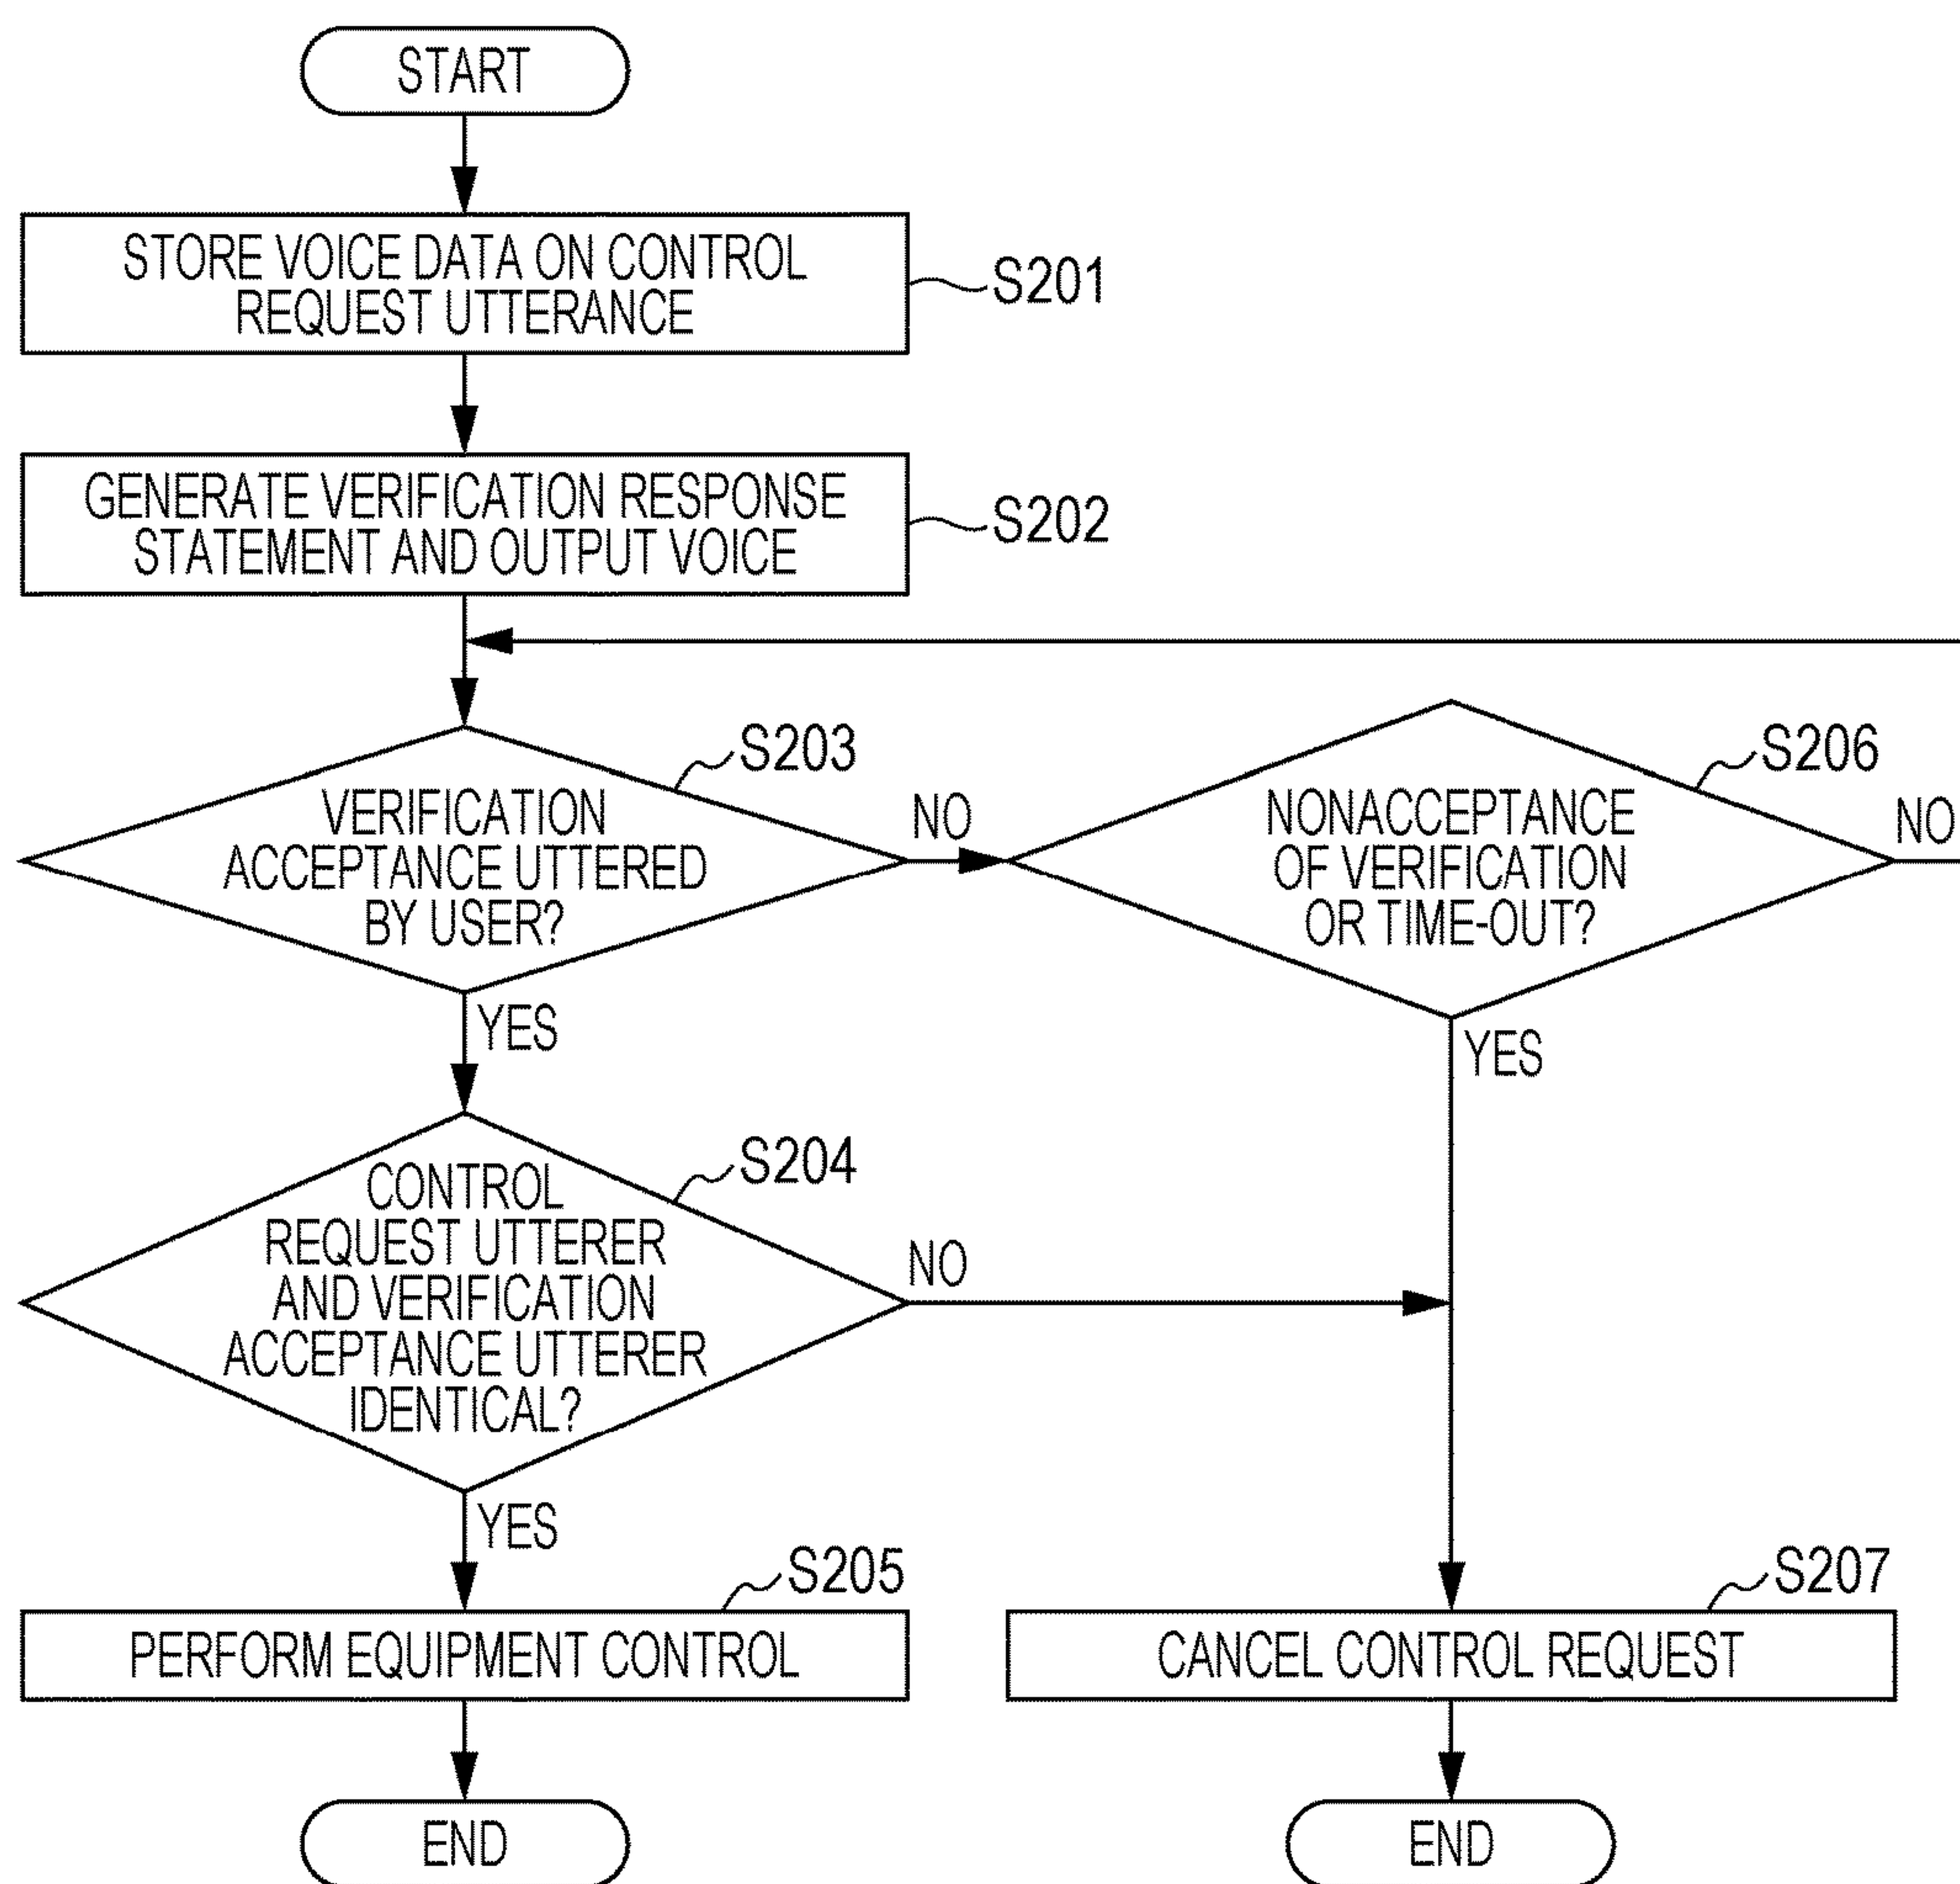 START
STORE VOICE DATA ON CONTROL
REQUEST UTTERANCE
S201
GENERATE VERIFICATION RESPONSE
STATEMENT AND OUTPUT VOICE
S202
S203
VERIFICATION
ACCEPTANCE UTTERED
BY USER?
NO
S206
NONACCEPTANCE
OF VERIFICATION
OR TIME-OUT?
NO
YES
YES
S204
CONTROL
REQUEST UTTERER
AND VERIFICATION
ACCEPTANCE UTTERER
IDENTICAL?
NO
YES
S205
PERFORM EQUIPMENT CONTROL
S207
CANCEL CONTROL REQUEST
END
END